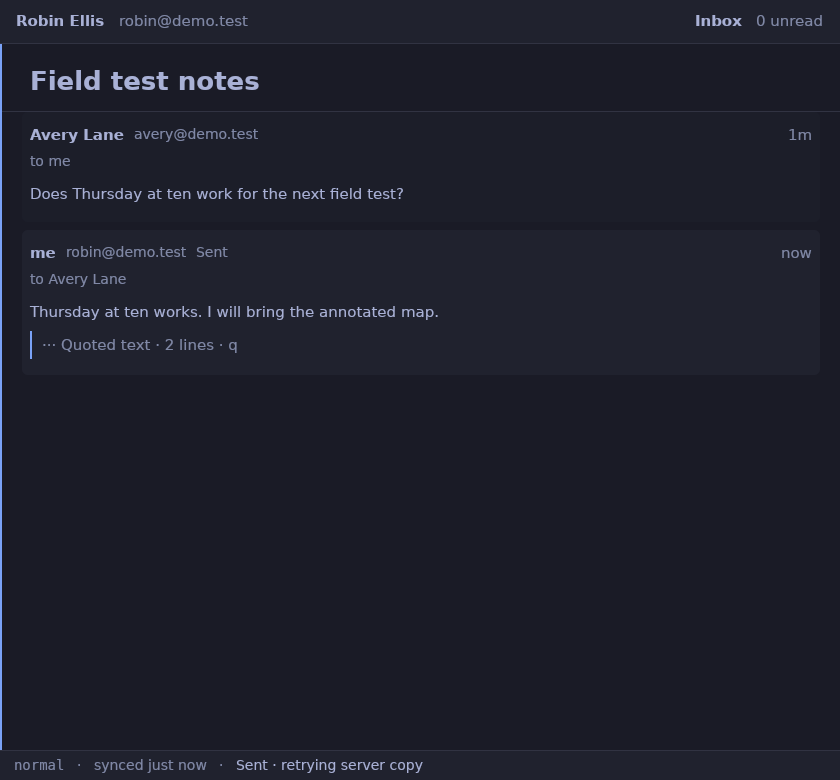 Robin Ellis robin@demo.test Inbox 0 unread
Field test notes
Avery Lane avery@demo.test 1m
to me
Does Thursday at ten work for the next field test?
me robin@demo.test Sent now
to Avery Lane
Thursday at ten works. I will bring the annotated map.
··· Quoted text · 2 lines · q
normal · synced just now · Sent · retrying server copy